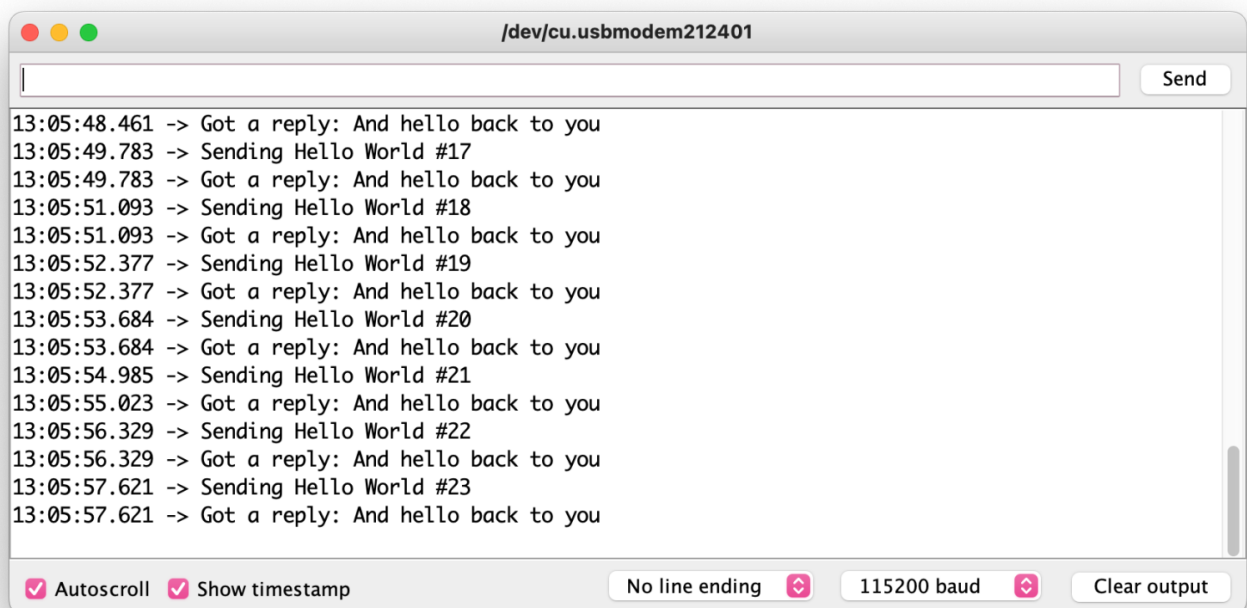 /dev/cu.usbmodem212401
Send
13:05:48.461 -> Got a reply: And hello back to you
13:05:49.783 -> Sending Hello World #17
13:05:49.783 -> Got a reply: And hello back to you
13:05:51.093 -> Sending Hello World #18
13:05:51.093 -> Got a reply: And hello back to you
13:05:52.377 -> Sending Hello World #19
13:05:52.377 -> Got a reply: And hello back to you
13:05:53.684 -> Sending Hello World #20
13:05:53.684 -> Got a reply: And hello back to you
13:05:54.985 -> Sending Hello World #21
13:05:55.023 -> Got a reply: And hello back to you
13:05:56.329 -> Sending Hello World #22
13:05:56.329 -> Got a reply: And hello back to you
13:05:57.621 -> Sending Hello World #23
13:05:57.621 -> Got a reply: And hello back to you
Autoscroll Show timestamp No line ending 115200 baud Clear output